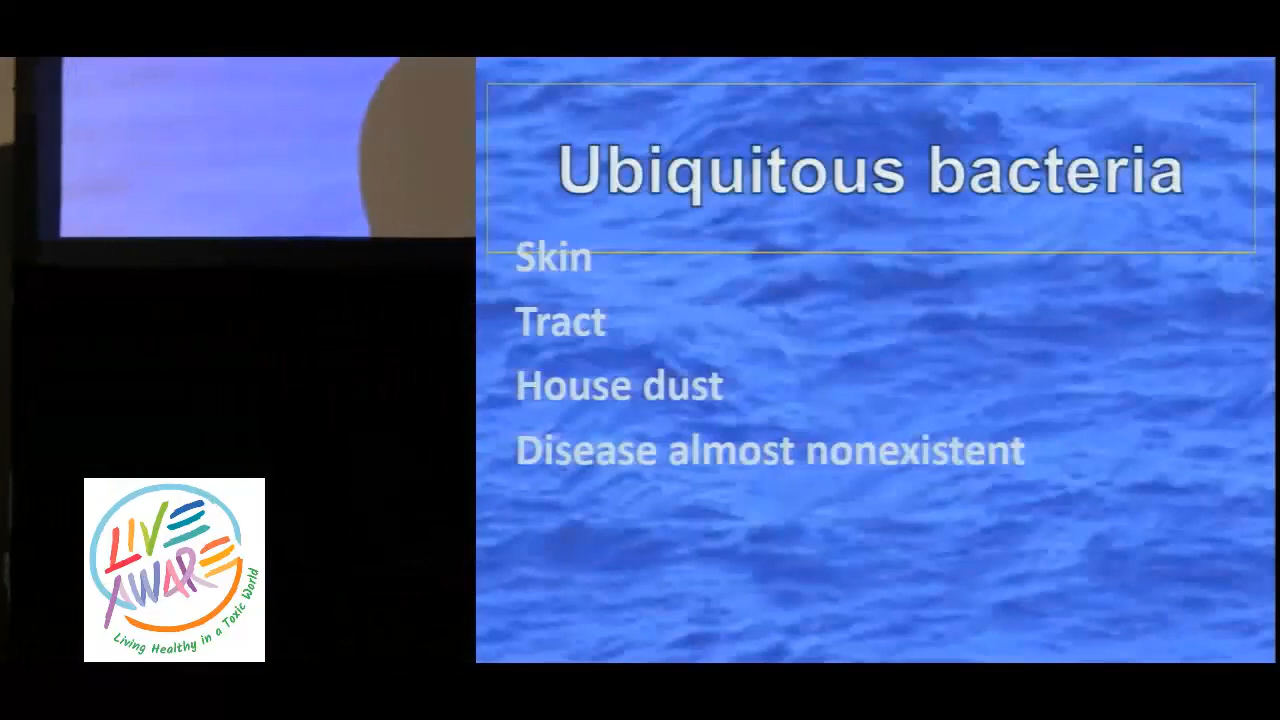 Ubiquitous bacteria
Skin
Tract
House dust
Disease almost nonexistent
LIVE
AWARE
Living Healthy in a Toxic World